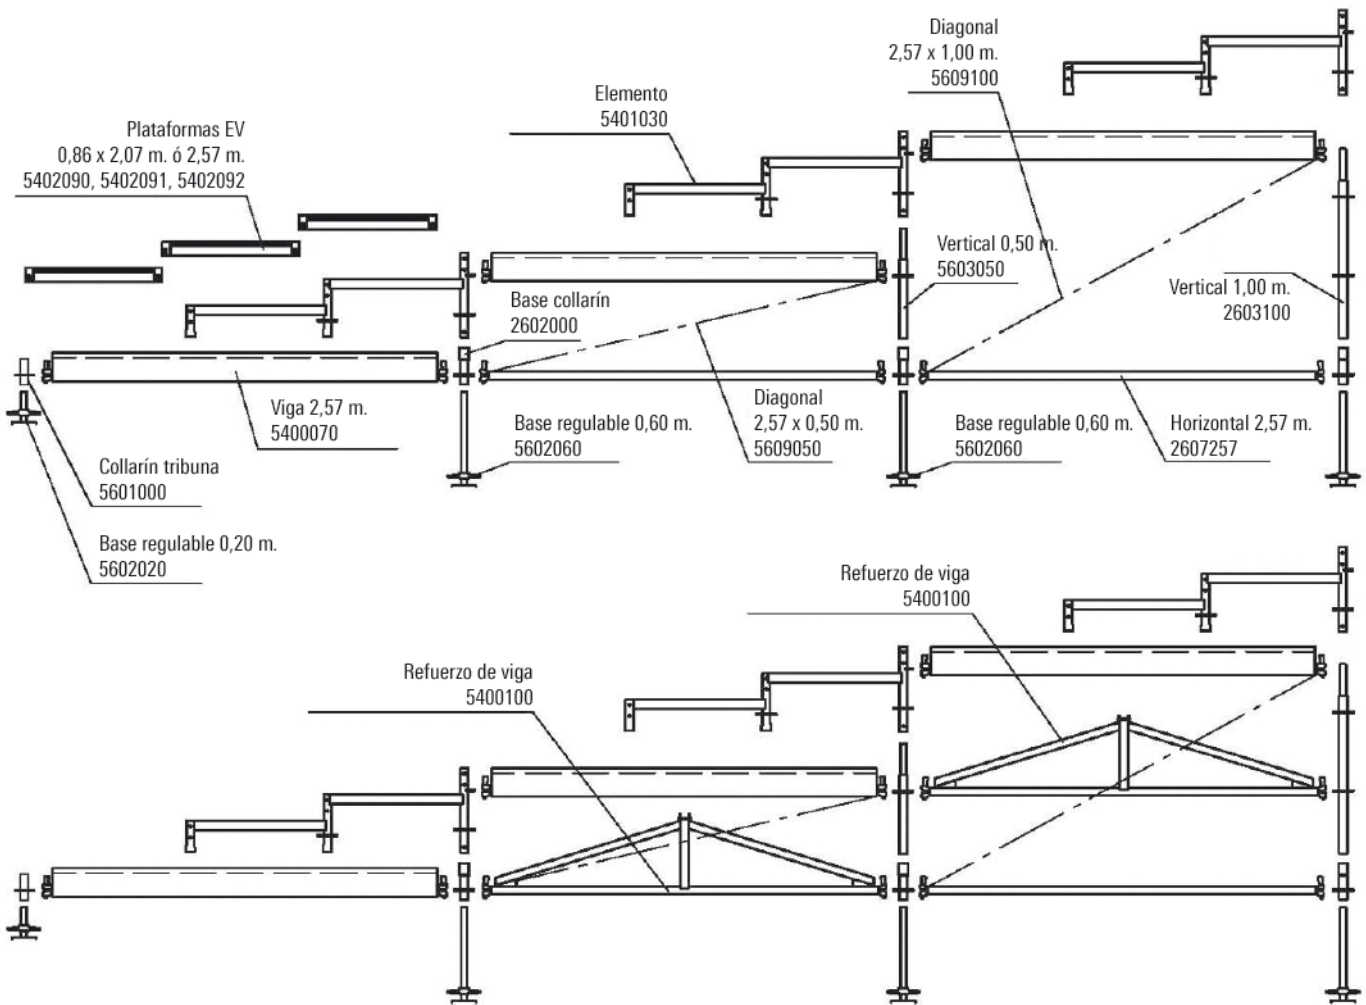 Diagonal
2,57 x 1,00 m.
5609100
Elemento
5401030
Plataformas EV
0,86 x 2,07 m. ó 2,57 m.
5402090, 5402091, 5402092
Vertical 0,50 m.
5603050
Vertical 1,00 m.
2603100
Base collarín
2602000
Viga 2,57 m.
5400070
Base regulable 0,60 m.
5602060
Diagonal
2,57 x 0,50 m.
5609050
Base regulable 0,60 m.
5602060
Horizontal 2,57 m.
2607257
Collarín tribuna
5601000
Base regulable 0,20 m.
5602020
Refuerzo de viga
5400100
Refuerzo de viga
5400100